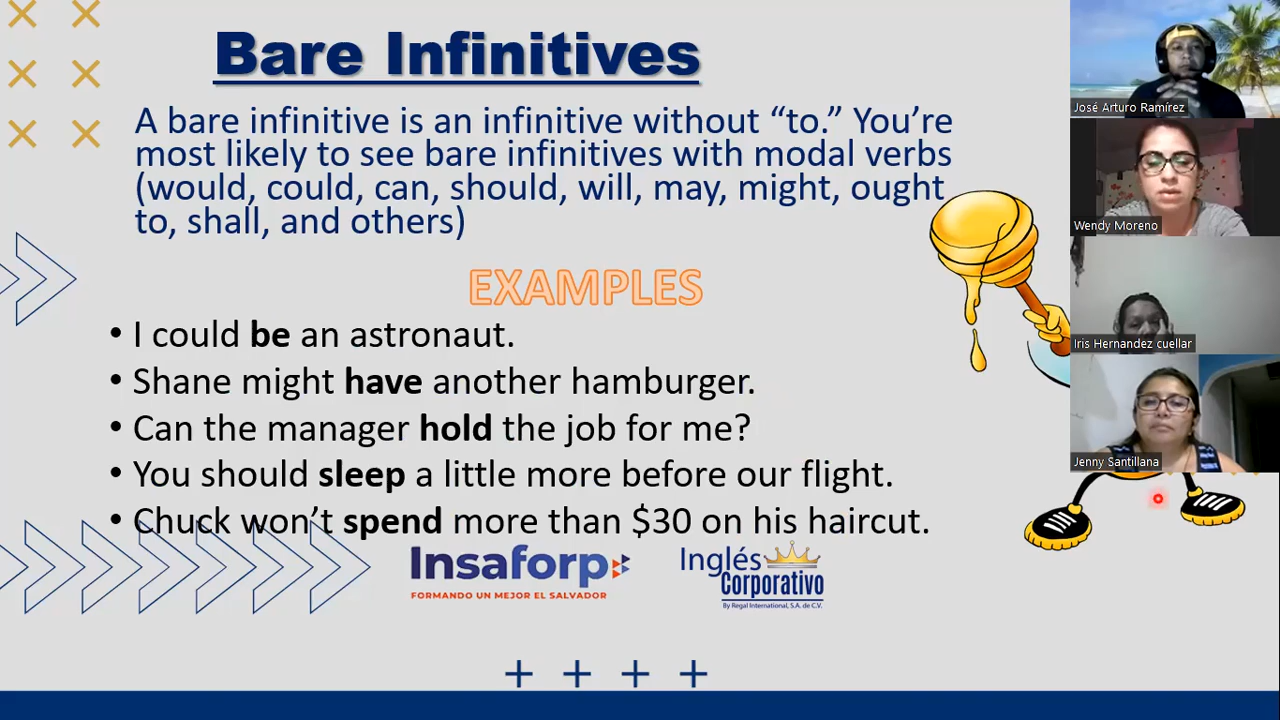 Bare Infinitives
A bare infinitive is an infinitive without “to.” You’re
most likely to see bare infinitives with modal verbs
(would, could, can, should, will, may, might, ought
to, shall, and others)
EXAMPLES
• I could be an astronaut.
• Shane might have another hamburger.
• Can the manager hold the job for me?
• You should sleep a little more before our flight.
• Chuck won’t spend more than $30 on his haircut.
Insaforp
FORMANDO UN MEJOR EL SALVADOR
Inglés
Corporativo
By Regal International, S.A. de C.V.
José Arturo Ramírez
Wendy Moreno
Iris Hernandez cuellar
Jenny Santillana